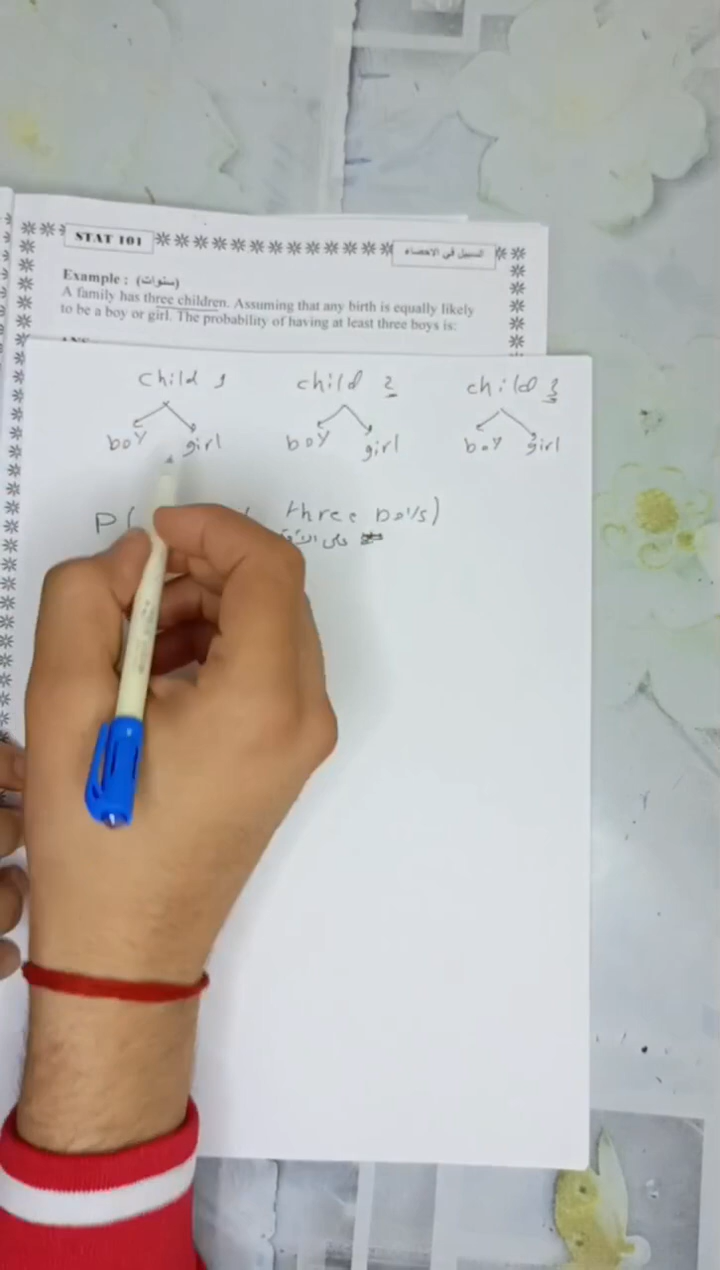 STAT 101
السبيل في الاحصاء
Example : (سنوات)
A family has three children. Assuming that any birth is equally likely
to be a boy or girl. The probability of having at least three boys is:
child 1 child 2 child 3
boy girl boy girl boy girl
P( three boys)
على الأقل